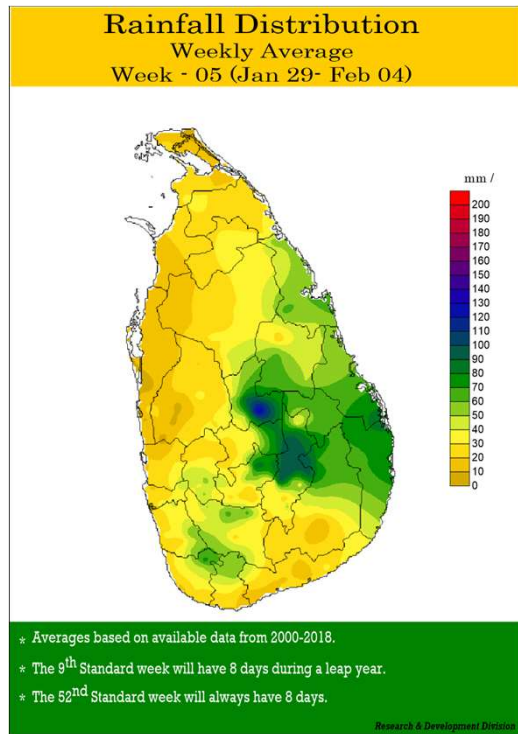 Rainfall Distribution
Weekly Average
Week - 05 (Jan 29- Feb 04)
mm /
200
190
180
170
160
150
140
130
120
110
100
90
80
70
60
50
40
30
20
10
0
* Averages based on available data from 2000-2018.
* The 9th Standard week will have 8 days during a leap year.
* The 52nd Standard week will always have 8 days.
Research & Development Division